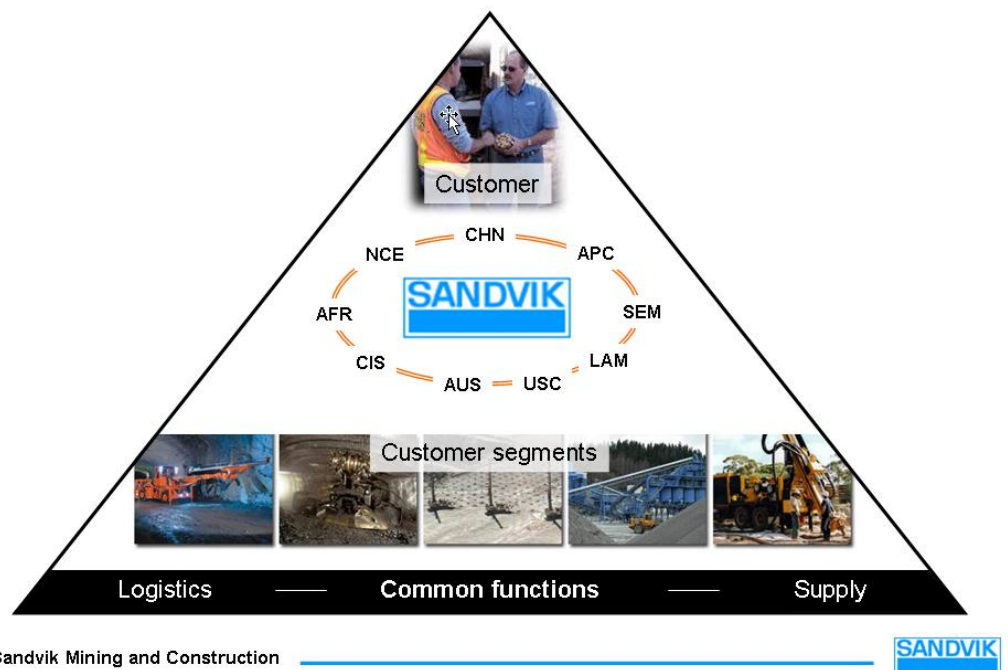 Customer
CHN
NCE
APC
SANDVIK
AFR
SEM
CIS
LAM
AUS
USC
Customer segments
Logistics Common functions Supply
Sandvik Mining and Construction
SANDVIK